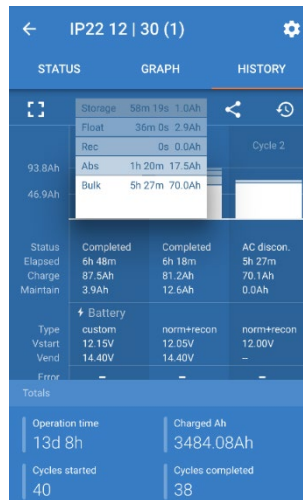 IP22 12 | 30 (1)
STATUS GRAPH HISTORY
Storage 58m 19s 1.0Ah
Float 36m 0s 2.9Ah
Rec 0s 0.0Ah
Abs 1h 20m 17.5Ah
Bulk 5h 27m 70.0Ah
Cycle 2
93.8Ah
46.9Ah
Status Completed Completed AC discon.
Elapsed 6h 48m 6h 18m 5h 27m
Charge 87.5Ah 81.2Ah 70.1Ah
Maintain 3.9Ah 12.6Ah 0.0Ah
Battery
Type custom norm+recon norm+recon
Vstart 12.15V 12.05V 12.00V
Vend 14.40V 14.40V –
Error – – –
Totals
Operation time Charged Ah
13d 8h 3484.08Ah
Cycles started Cycles completed
40 38